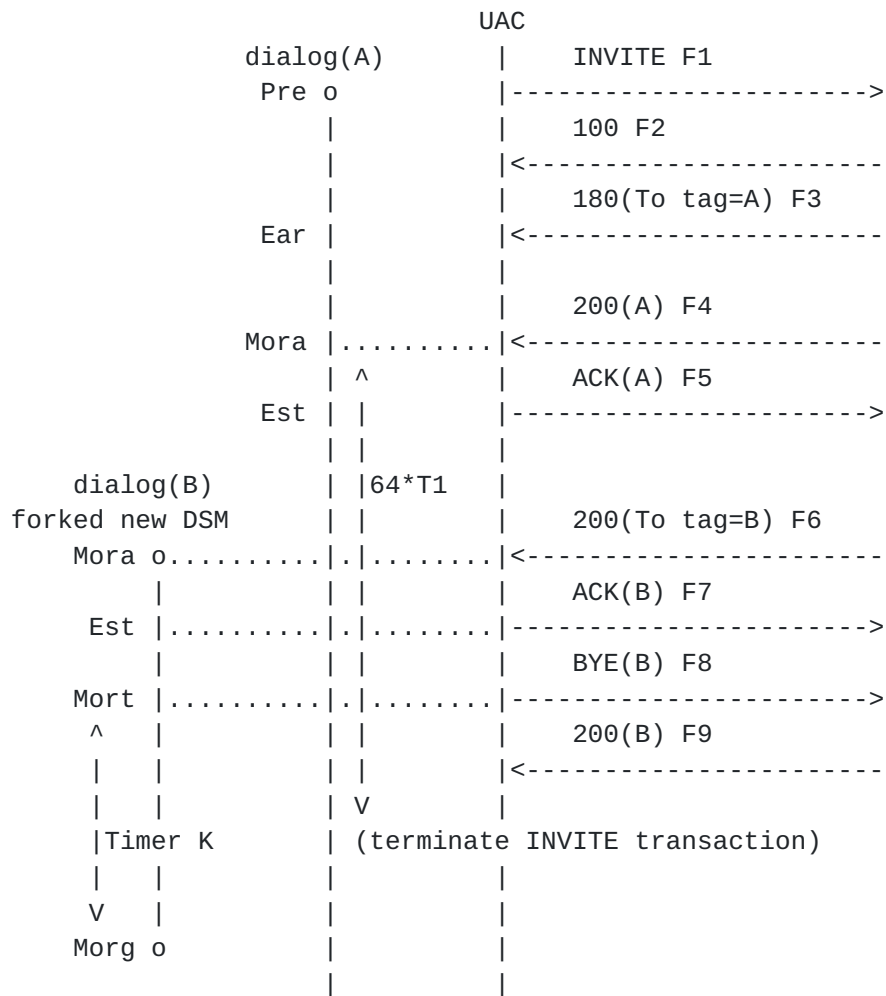 UAC
dialog(A) | INVITE F1
Pre o |----------------------->
| | 100 F2
| |<-----------------------
| | 180(To tag=A) F3
Ear | |<-----------------------
| |
| | 200(A) F4
Mora |..........|<-----------------------
| ^ | ACK(A) F5
Est | | |----------------------->
| | |
dialog(B) | |64*T1 |
forked new DSM | | | 200(To tag=B) F6
Mora o..........|.|........|<-----------------------
| | | | ACK(B) F7
Est |..........|.|........|----------------------->
| | | | BYE(B) F8
Mort |..........|.|........|----------------------->
^ | | | | 200(B) F9
| | | | |<-----------------------
| | | V |
|Timer K | (terminate INVITE transaction)
| | | |
V | | |
Morg o | |
| |